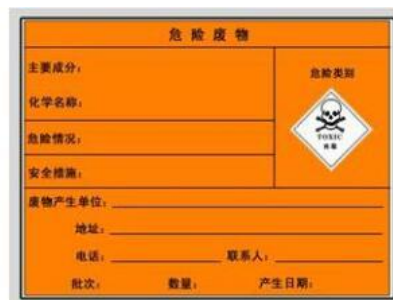 危险废物
主要成分：
危险类别
化学名称：
TOXIC
有毒
危险情况：
安全措施：
废物产生单位：
地址：
电话： 联系人：
批次： 数量： 产生日期：